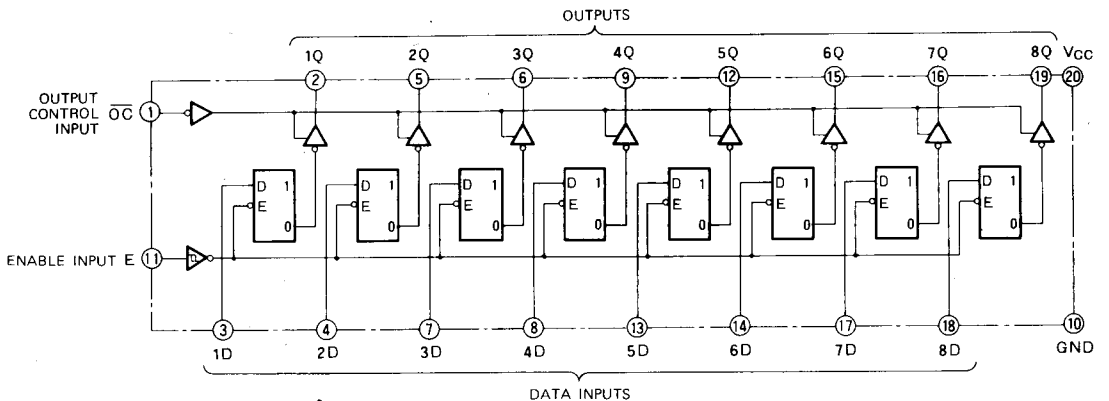 OUTPUTS
1Q 2Q 3Q 4Q 5Q 6Q 7Q 8Q VCC
2 5 6 9 12 15 16 19 20
OUTPUT
CONTROL OC 1
INPUT
D 1 D 1 D 1 D 1 D 1 D 1 D 1 D 1
E E E E E E E E
0 0 0 0 0 0 0 0
ENABLE INPUT E 11
3 4 7 8 13 14 17 18 10
1D 2D 3D 4D 5D 6D 7D 8D GND
DATA INPUTS